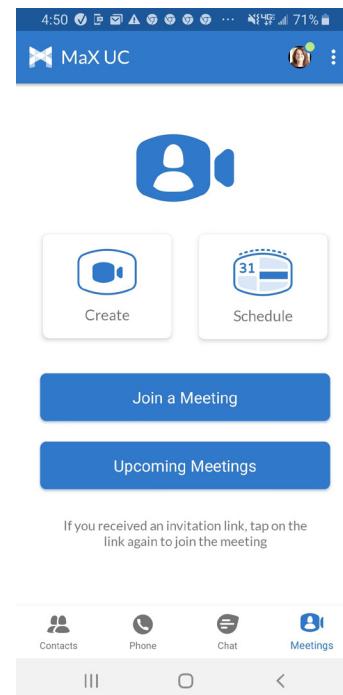 4:50 71%
MaX UC
31
Create
Schedule
Join a Meeting
Upcoming Meetings
If you received an invitation link, tap on the
link again to join the meeting
Contacts Phone Chat Meetings